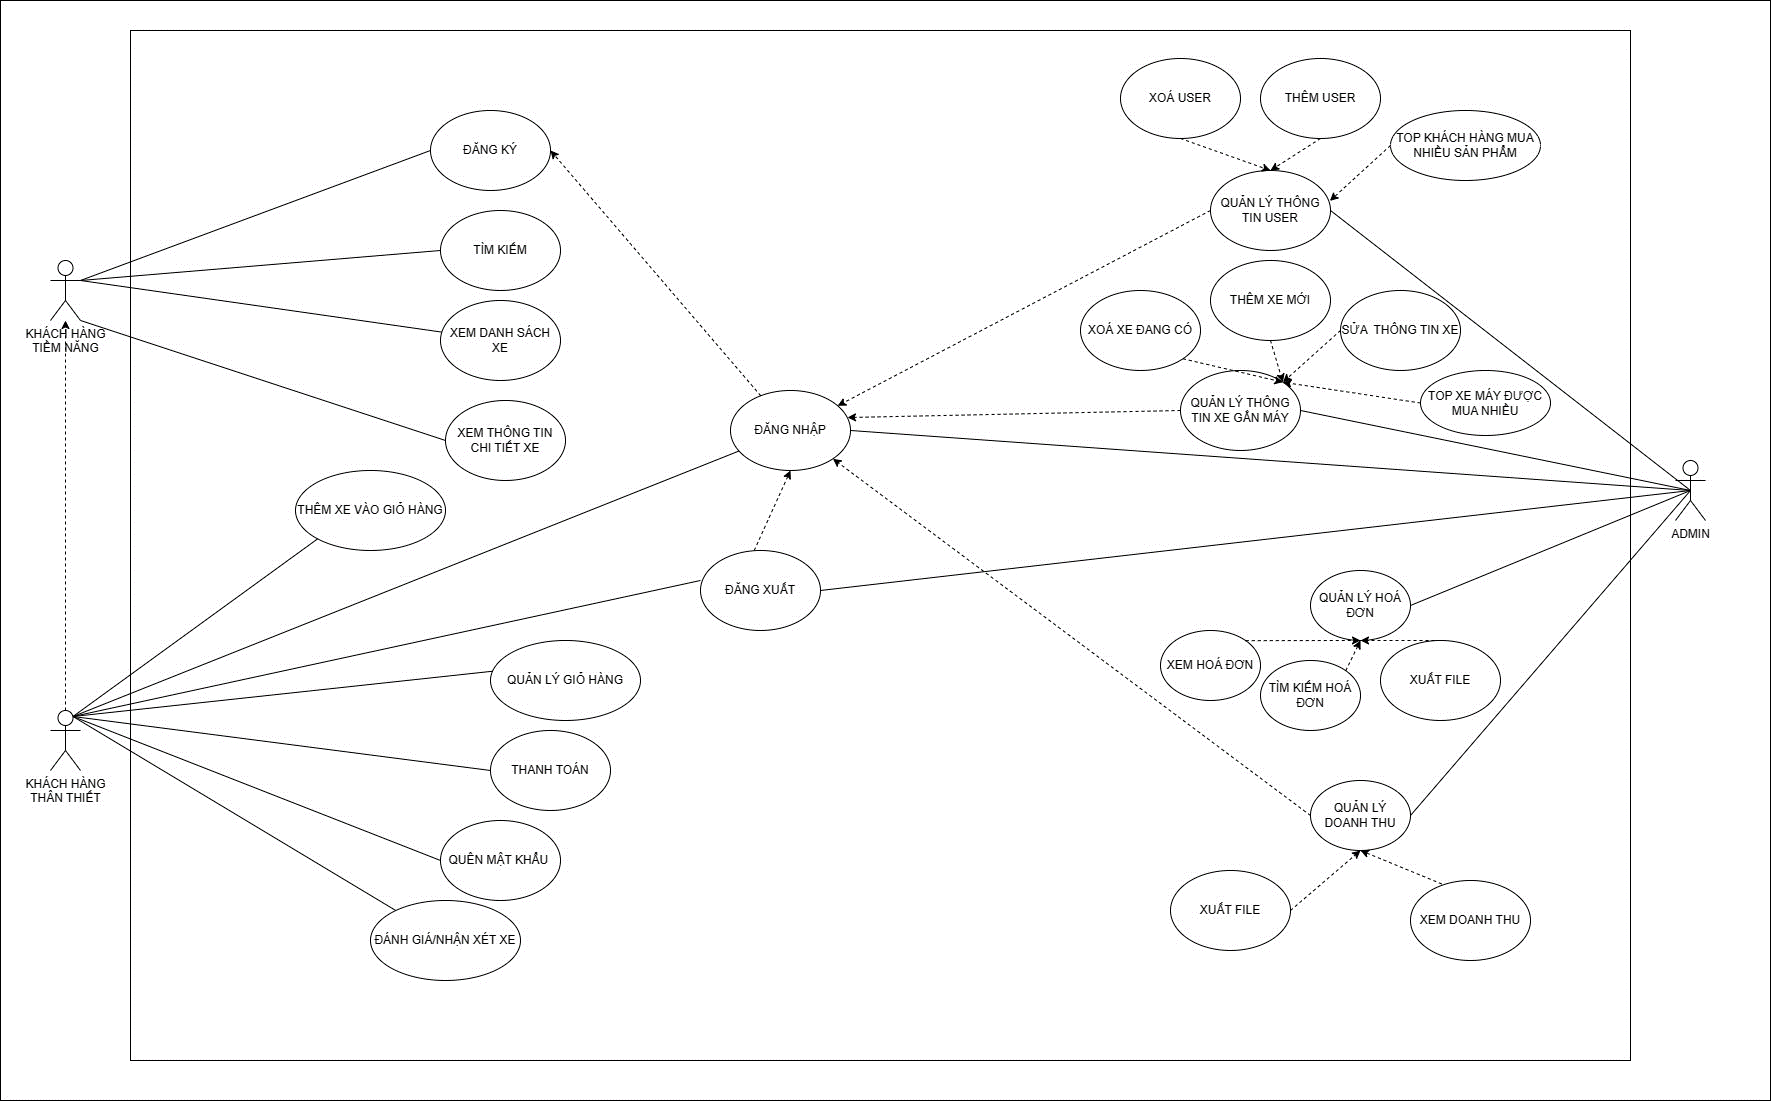 XOÁ USER
THÊM USER
TOP KHÁCH HÀNG MUA
NHIỀU SẢN PHẨM
ĐĂNG KÝ
QUẢN LÝ THÔNG
TIN USER
TÌM KIẾM
THÊM XE MỚI
XOÁ XE ĐANG CÓ
SỬA THÔNG TIN XE
KHÁCH HÀNG
TIỀM NĂNG
XEM DANH SÁCH
XE
QUẢN LÝ THÔNG
TIN XE GẮN MÁY
TOP XE MÁY ĐƯỢC
MUA NHIỀU
ĐĂNG NHẬP
XEM THÔNG TIN
CHI TIẾT XE
THÊM XE VÀO GIỎ HÀNG
ADMIN
ĐĂNG XUẤT
QUẢN LÝ HOÁ
ĐƠN
XEM HOÁ ĐƠN
TÌM KIẾM HOÁ
ĐƠN
XUẤT FILE
QUẢN LÝ GIỎ HÀNG
THANH TOÁN
KHÁCH HÀNG
THÂN THIẾT
QUẢN LÝ
DOANH THU
QUÊN MẬT KHẨU
XUẤT FILE
XEM DOANH THU
ĐÁNH GIÁ/NHẬN XÉT XE